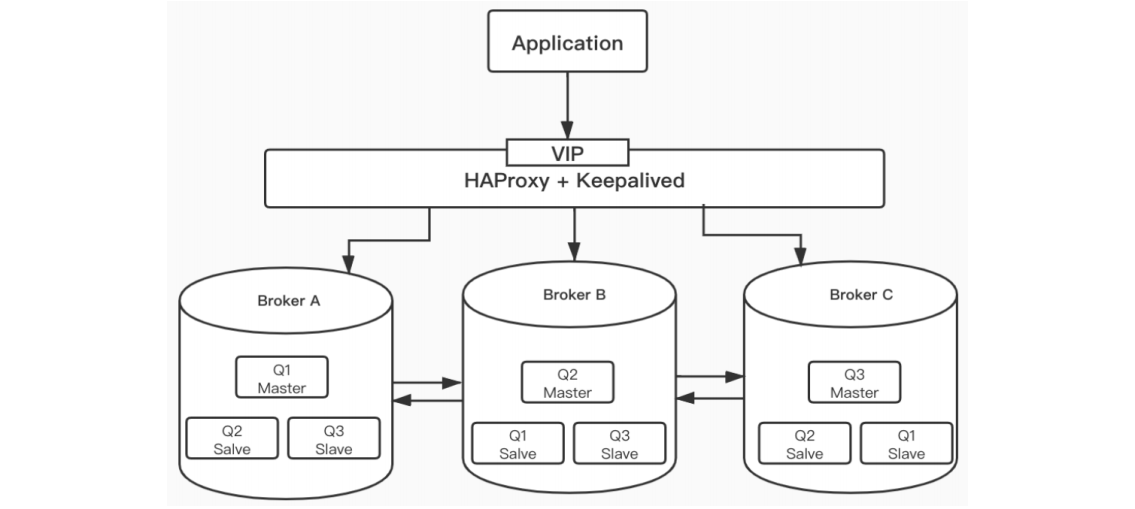 Application
VIP
HAProxy + Keepalived
Broker A
Q1
Master
Q2
Salve
Q3
Slave
Broker B
Q2
Master
Q1
Salve
Q3
Slave
Broker C
Q3
Master
Q2
Salve
Q1
Slave